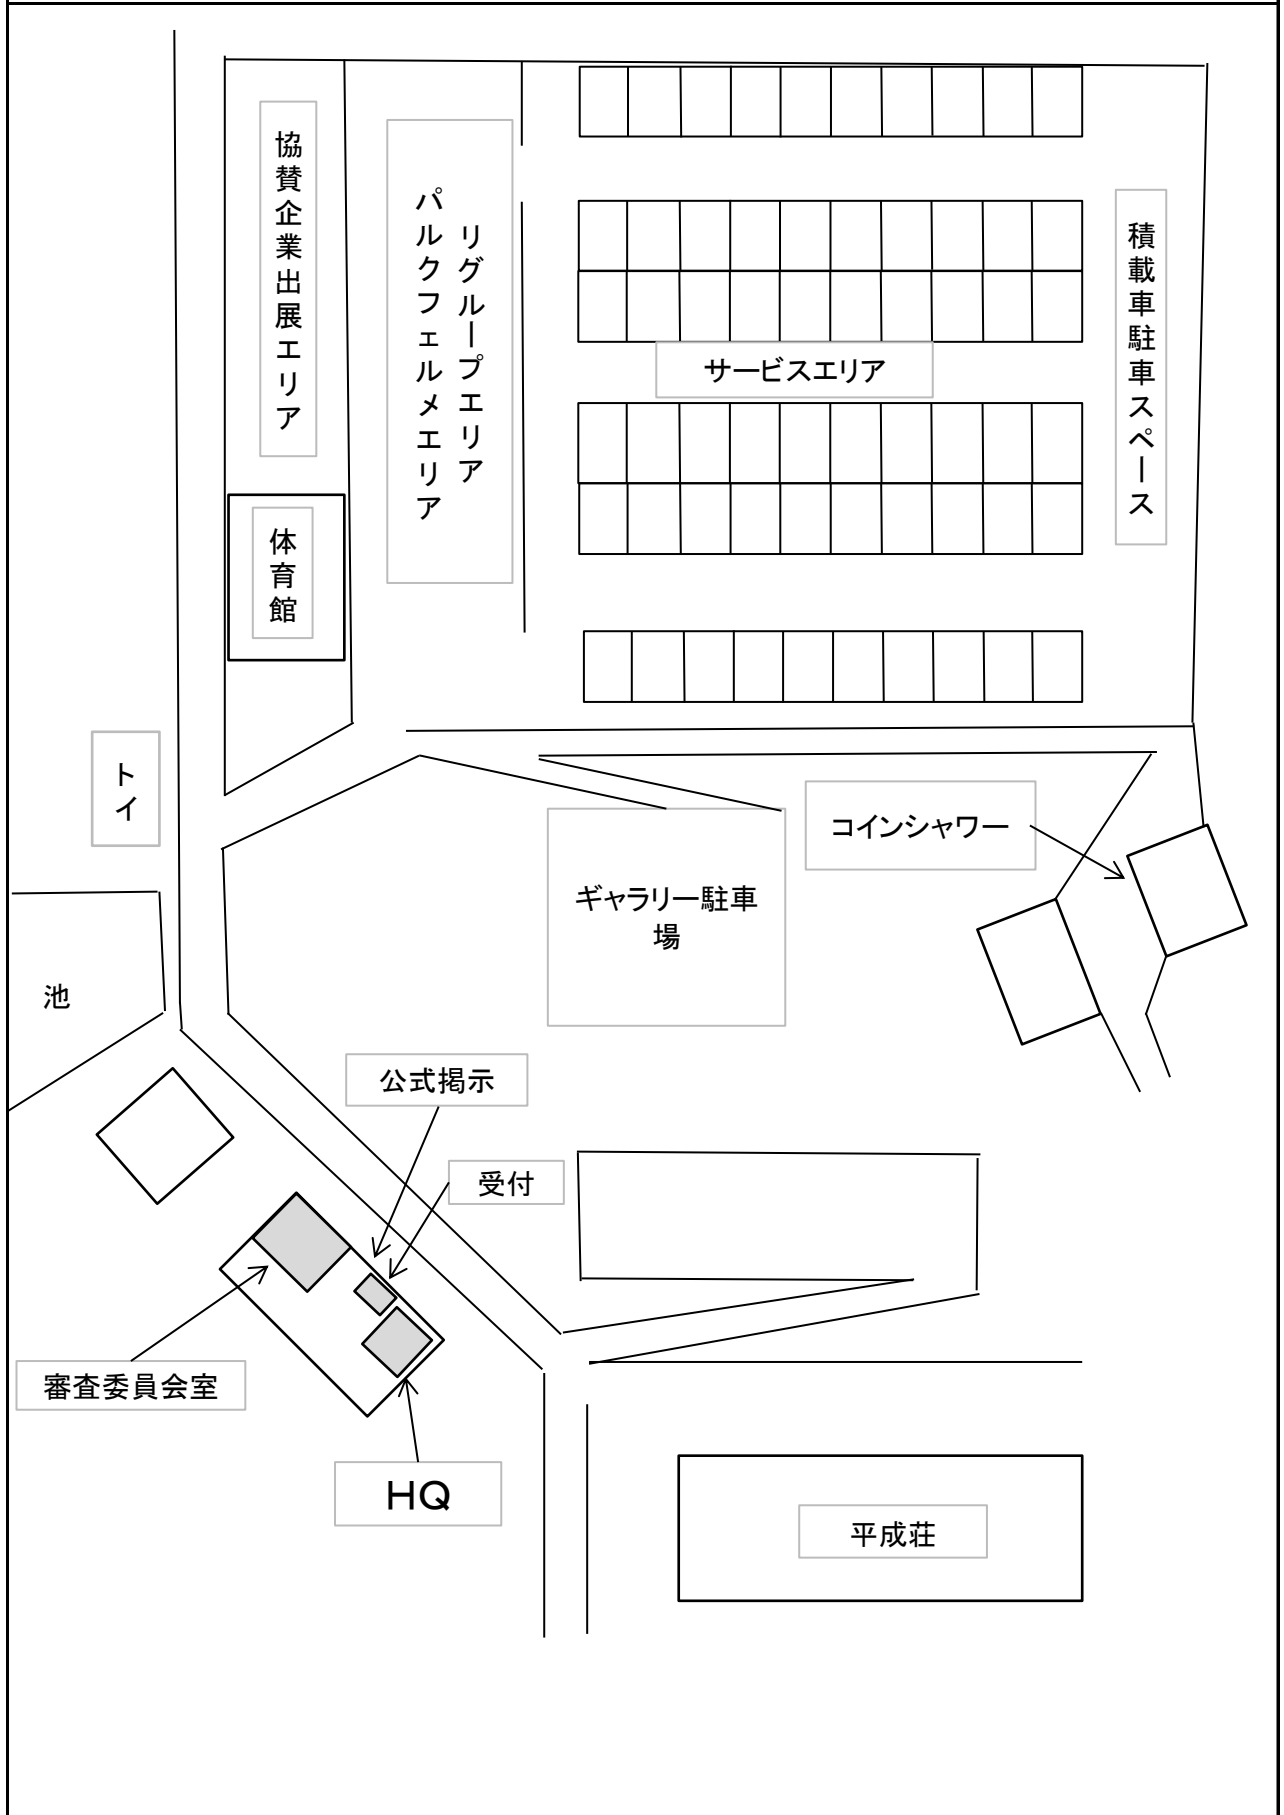 協賛企業出展エリア
リグループエリア
パルクフェルメエリア
積載車駐車スペース
サービスエリア
体育館
トイ
コインシャワー
ギャラリー駐車
場
池
公式掲示
受付
審査委員会室
HQ
平成荘